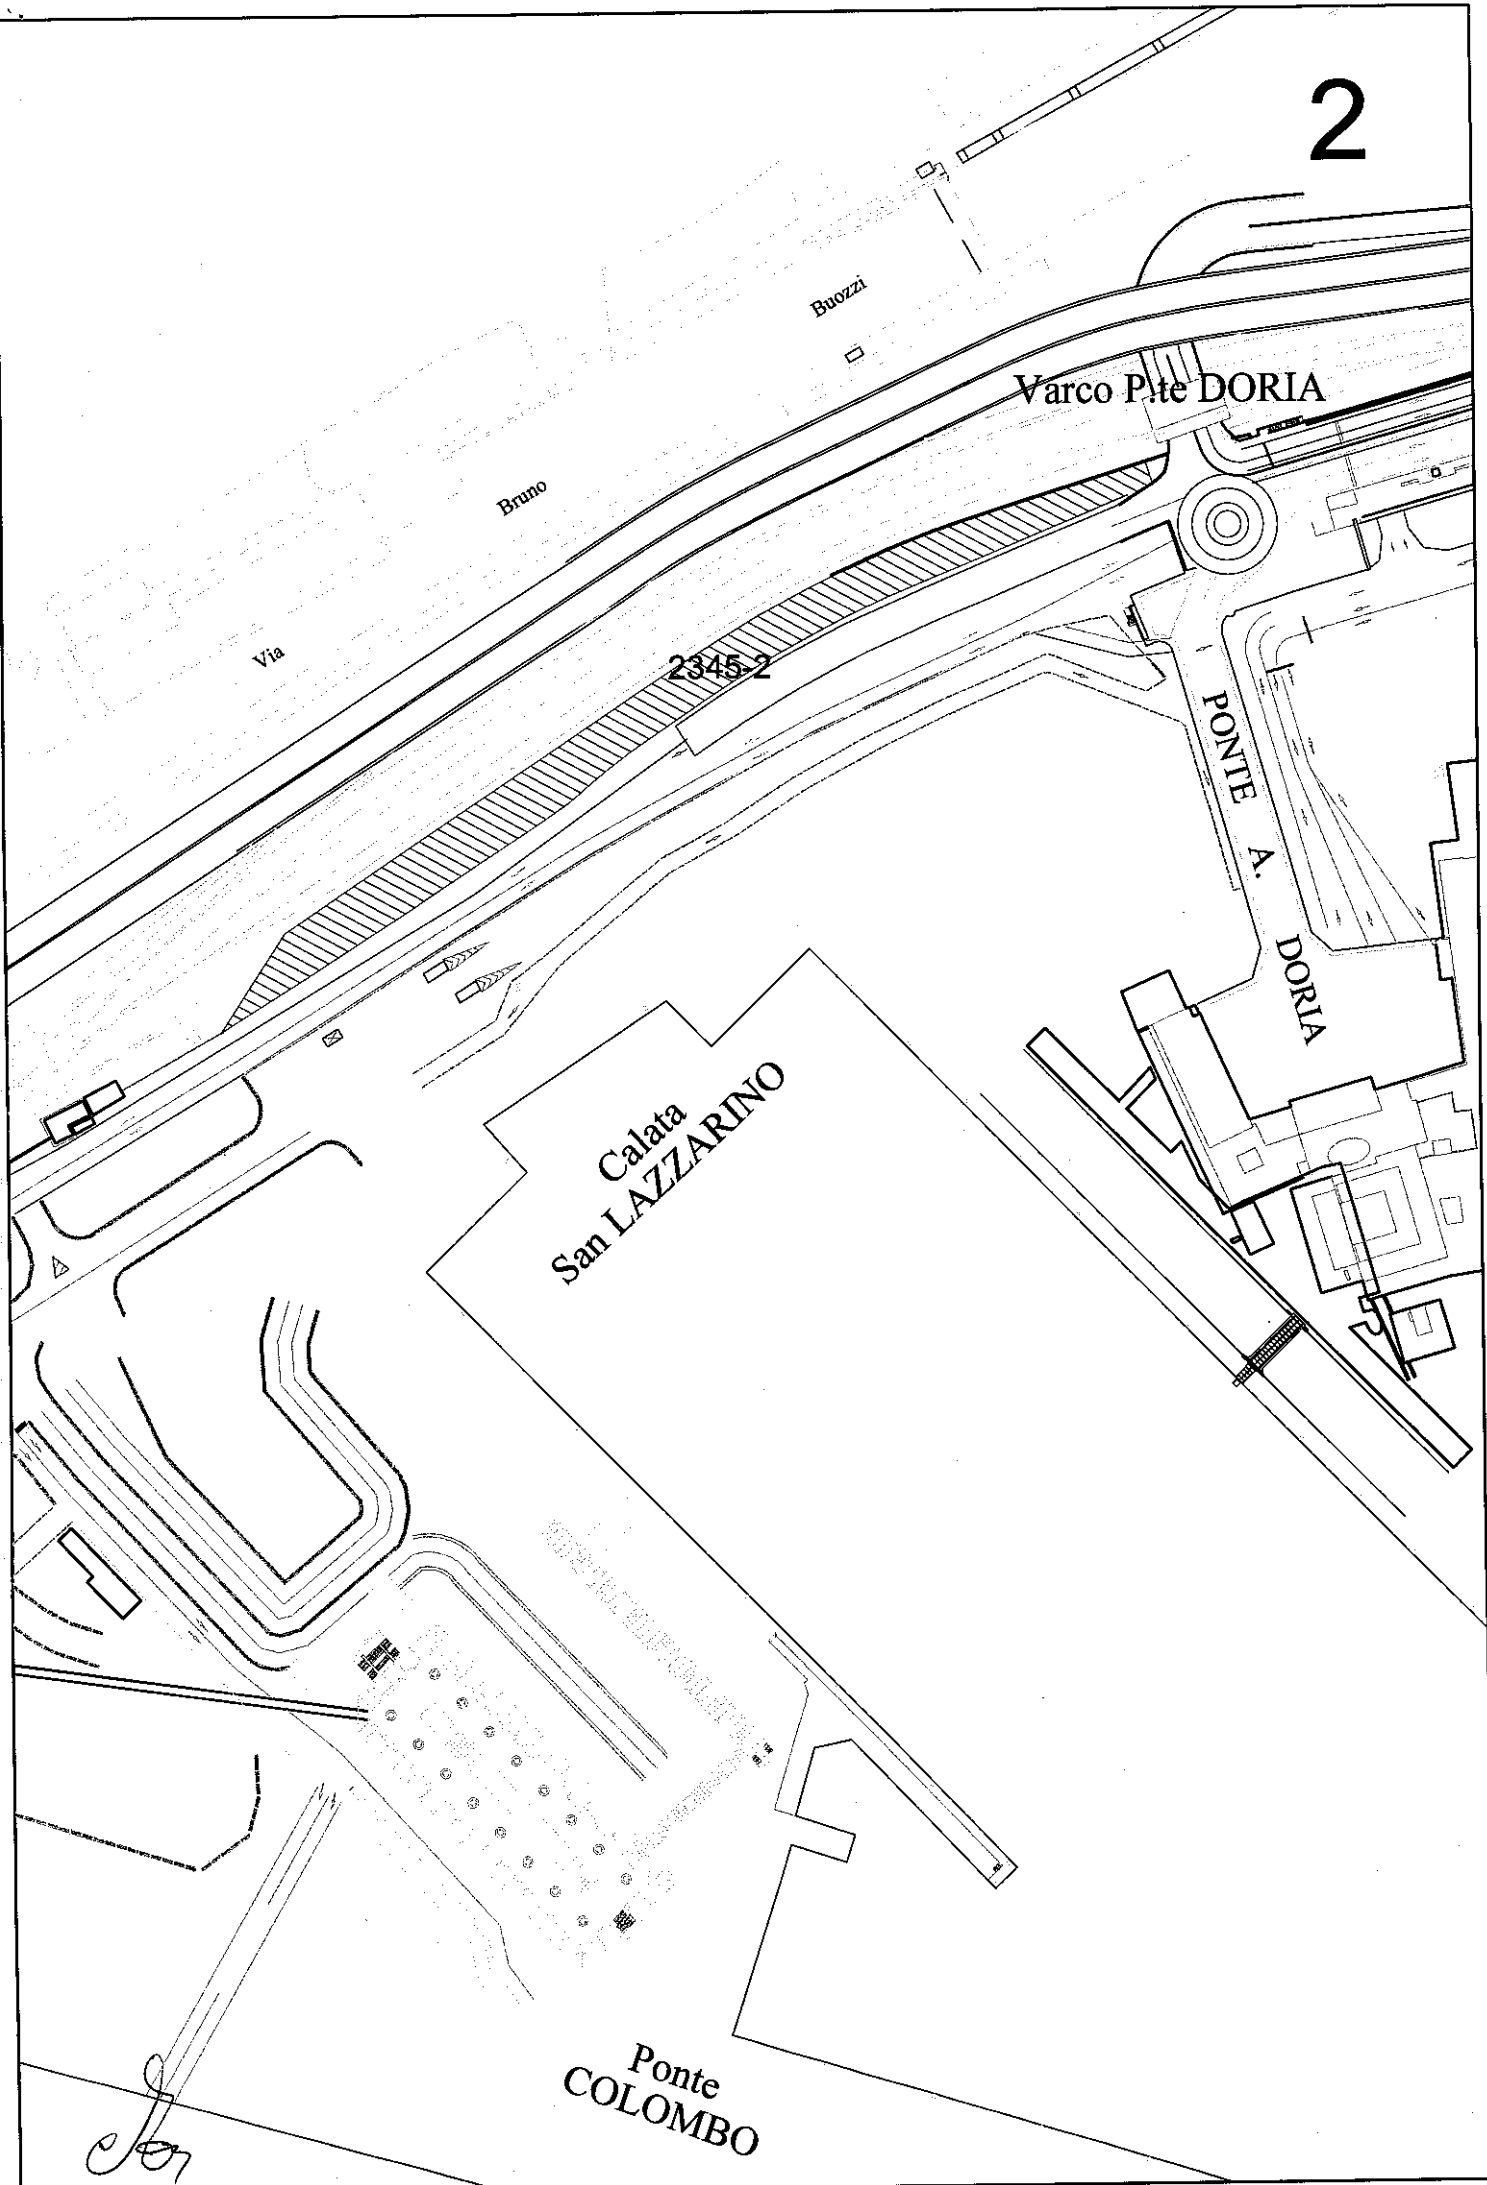 2
Buozzi
Varco P.te DORIA
Bruno
Via
2345-2
PONTE A. DORIA
Calata
San LAZZARINO
Ponte
COLOMBO